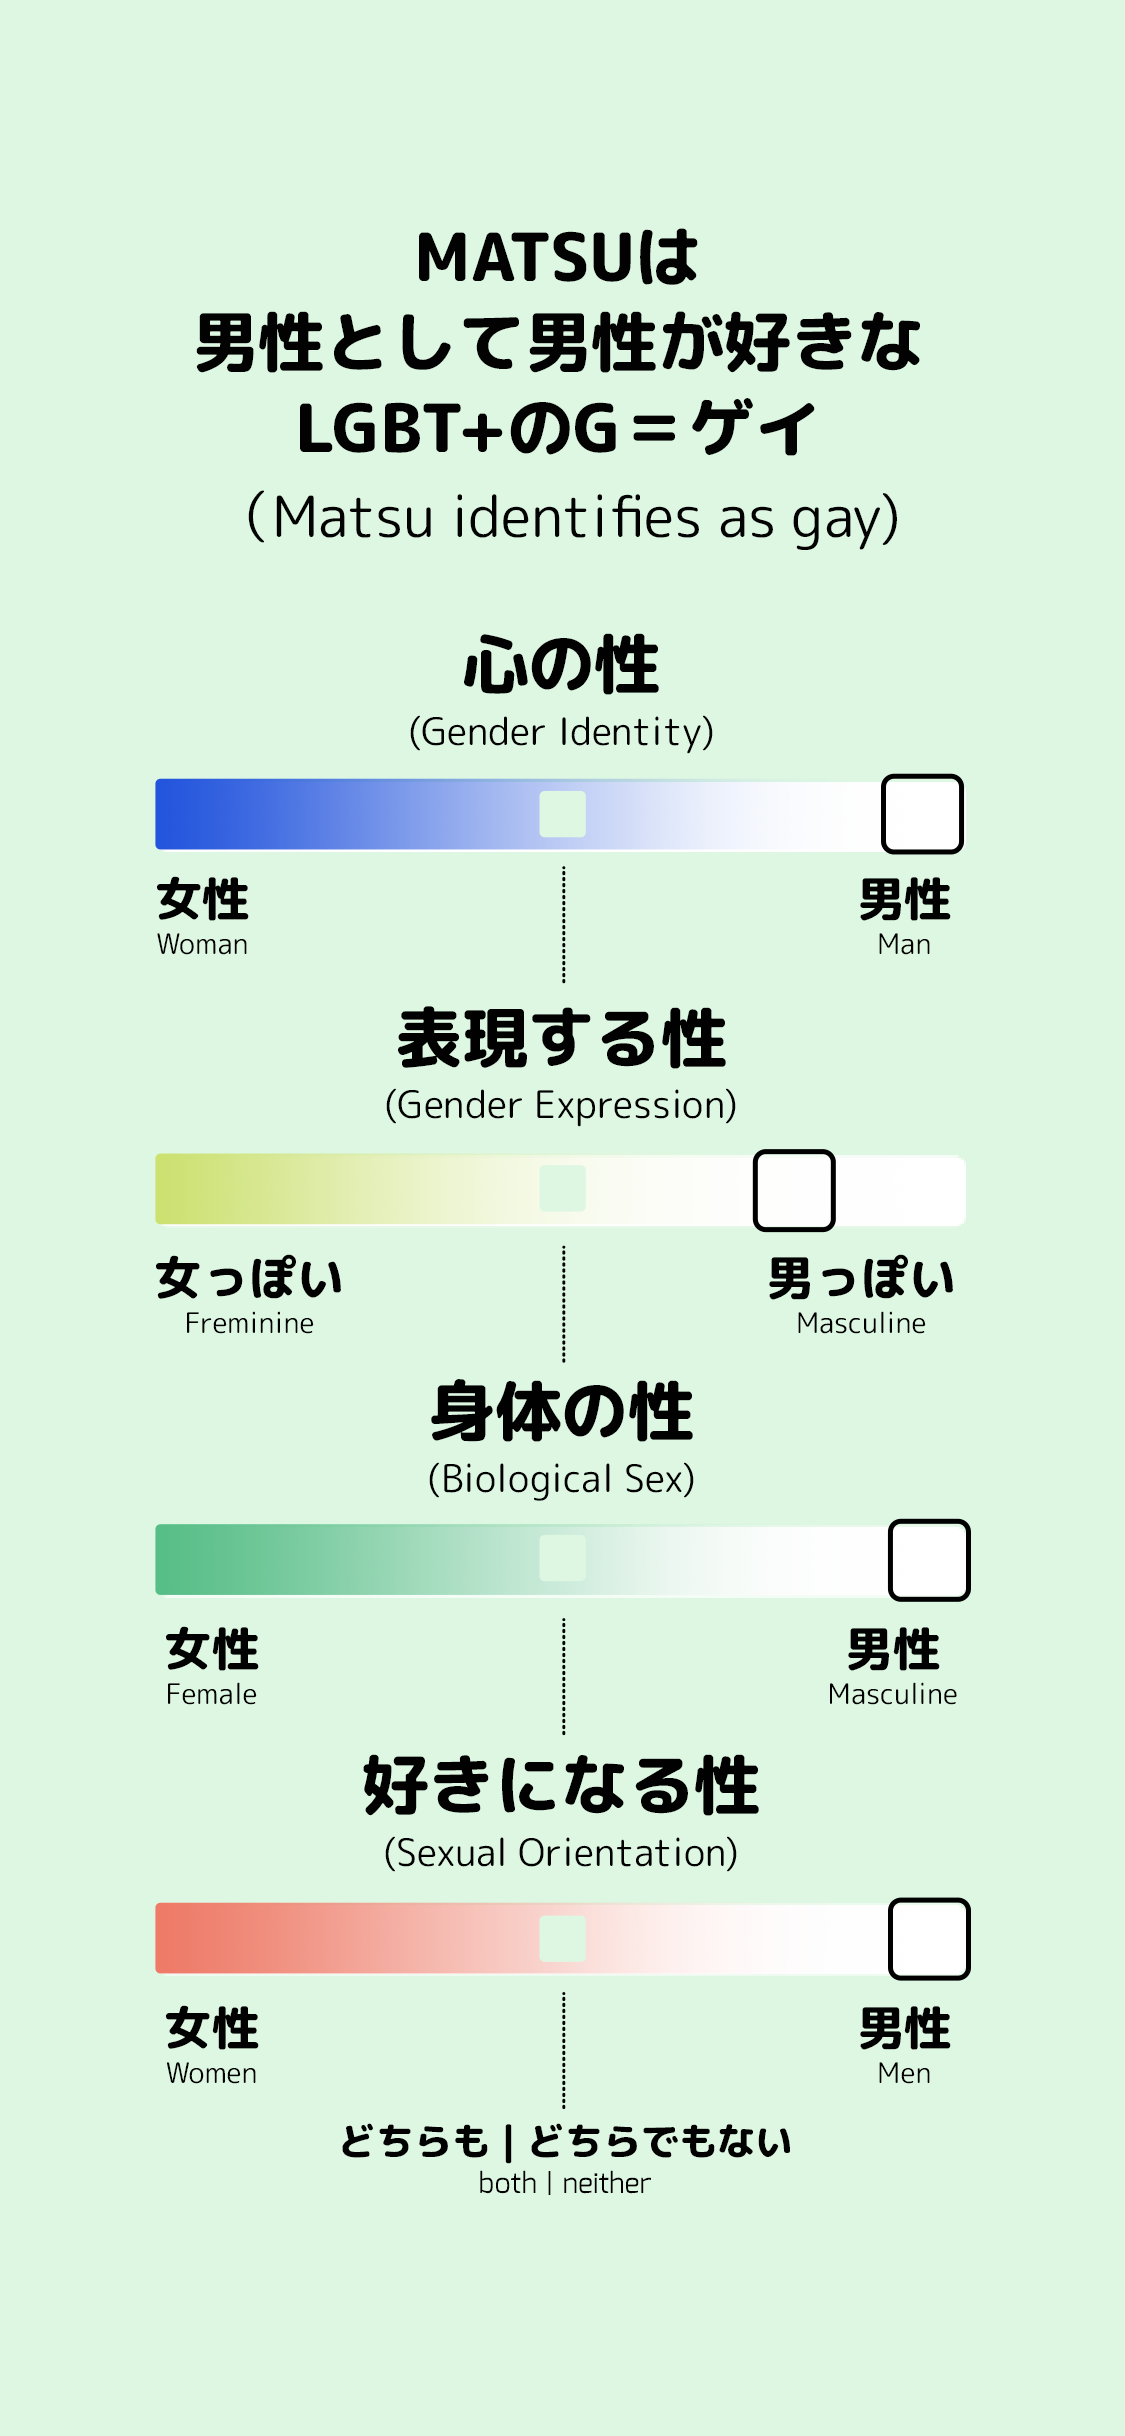 MATSUは
男性として男性が好きな
LGBT+のG＝ゲイ
（Matsu identifies as gay)
心の性
(Gender Identity)
女性 男性
Woman Man
表現する性
(Gender Expression)
女っぽい 男っぽい
Freminine Masculine
身体の性
(Biological Sex)
女性 男性
Female Masculine
好きになる性
(Sexual Orientation)
女性 男性
Women Men
どちらも | どちらでもない
both | neither